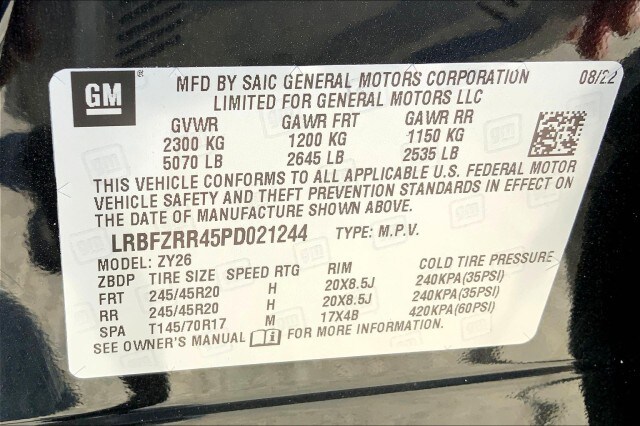 GM ® MFD BY SAIC GENERAL MOTORS CORPORATION 08/22
LIMITED FOR GENERAL MOTORS LLC
GVWR GAWR FRT GAWR RR
2300 KG 1200 KG 1150 KG
5070 LB 2645 LB 2535 LB
THIS VEHICLE CONFORMS TO ALL APPLICABLE U.S. FEDERAL MOTOR
VEHICLE SAFETY AND THEFT PREVENTION STANDARDS IN EFFECT ON
THE DATE OF MANUFACTURE SHOWN ABOVE.
LRBFZRR45PD021244 TYPE: M.P.V.
MODEL: ZY26
ZBDP TIRE SIZE SPEED RTG RIM COLD TIRE PRESSURE
FRT 245/45R20 H 20X8.5J 240KPA(35PSI)
RR 245/45R20 H 20X8.5J 240KPA(35PSI)
SPA T145/70R17 M 17X4B 420KPA(60PSI)
SEE OWNER'S MANUAL FOR MORE INFORMATION.